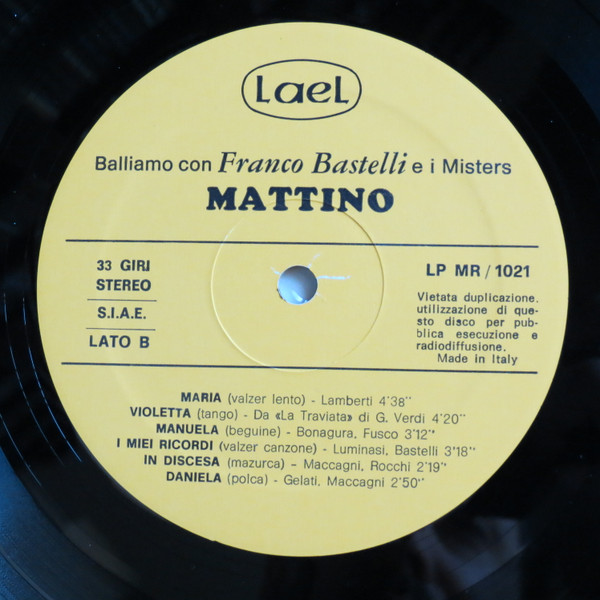 LaeL
Balliamo con Franco Bastelli e i Misters
MATTINO
33 GIRI
STEREO
S.I.A.E.
LATO B
LP MR / 1021
Vietata duplicazione.
utilizzazione di que-
sto disco per pub-
blica esecuzione e
radiodiffusione.
Made in Italy
MARIA (valzer lento) - Lamberti 4'38''
VIOLETTA (tango) - Da «La Traviata» di G. Verdi 4'20''
MANUELA (beguine) - Bonagura, Fusco 3'12''
I MIEI RICORDI (valzer canzone) - Luminasi, Bastelli 3'18''
IN DISCESA (mazurca) - Maccagni, Rocchi 2'19''
DANIELA (polca) - Gelati, Maccagni 2'50''